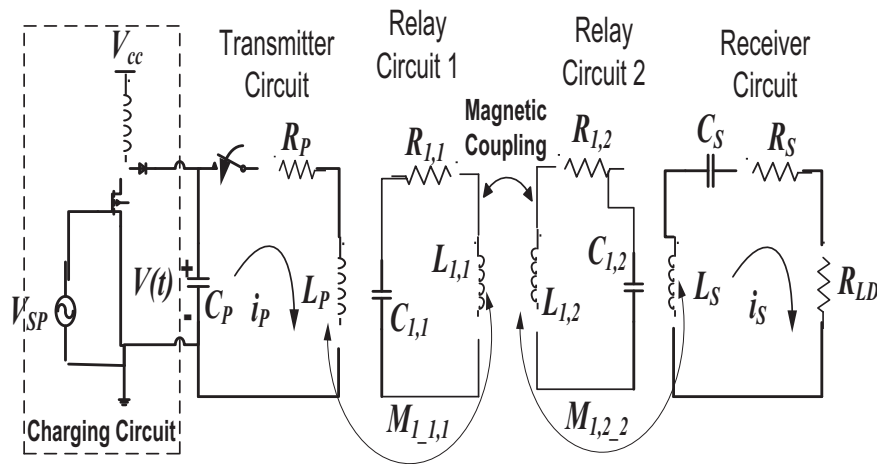 Transmitter
Circuit
Relay
Circuit 1
Relay
Circuit 2
Receiver
Circuit
Magnetic
Coupling
V_cc
R_P
R_1,1
R_1,2
C_S
R_S
V(t)
+
-
C_P
i_P
L_P
L_1,1
C_1,1
L_1,2
C_1,2
L_S
i_S
R_LD
V_SP
M_1_1,1
M_1,2_2
Charging Circuit